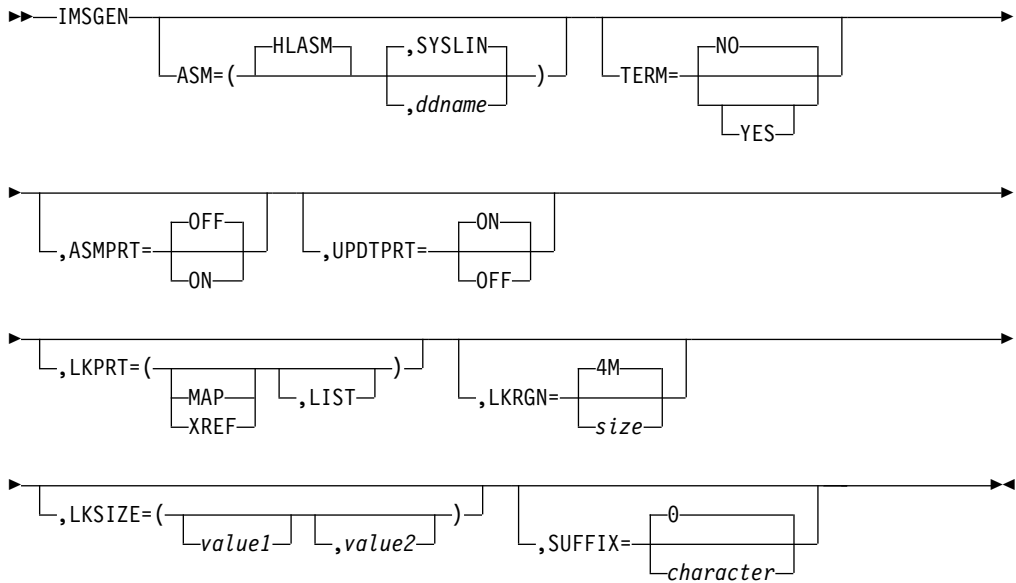 IMSGEN
HLASM ,SYSLIN NO
ASM=( ) TERM=
,ddname YES
OFF ON
,ASMPRT= ,UPDTPRT=
ON OFF
4M
,LKPRT=( ) ,LKRGN=
MAP ,LIST size
XREF
0
,LKSIZE=( ) ,SUFFIX=
value1 ,value2 character